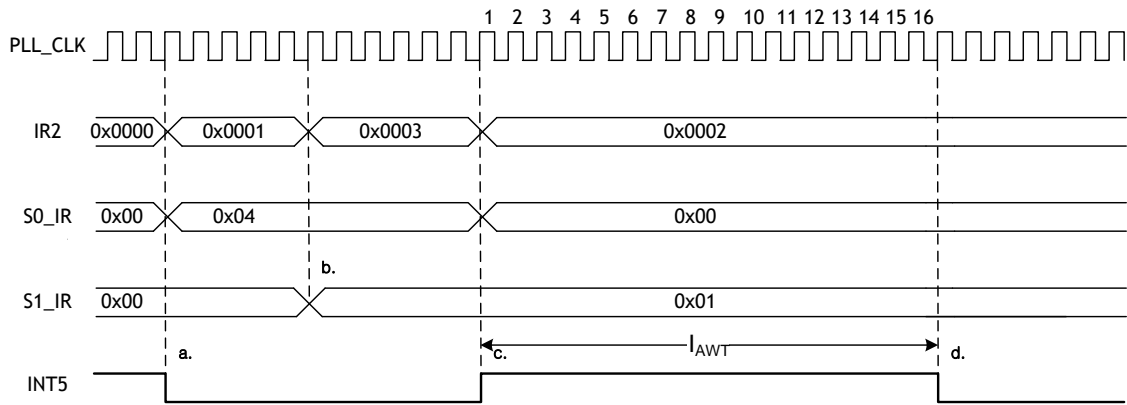 1 2 3 4 5 6 7 8 9 10 11 12 13 14 15 16
PLL_CLK
IR2 0x0000 0x0001 0x0003 0x0002
S0_IR 0x00 0x04 0x00
b.
S1_IR 0x00 0x01
a. c. IAWT d.
INT5